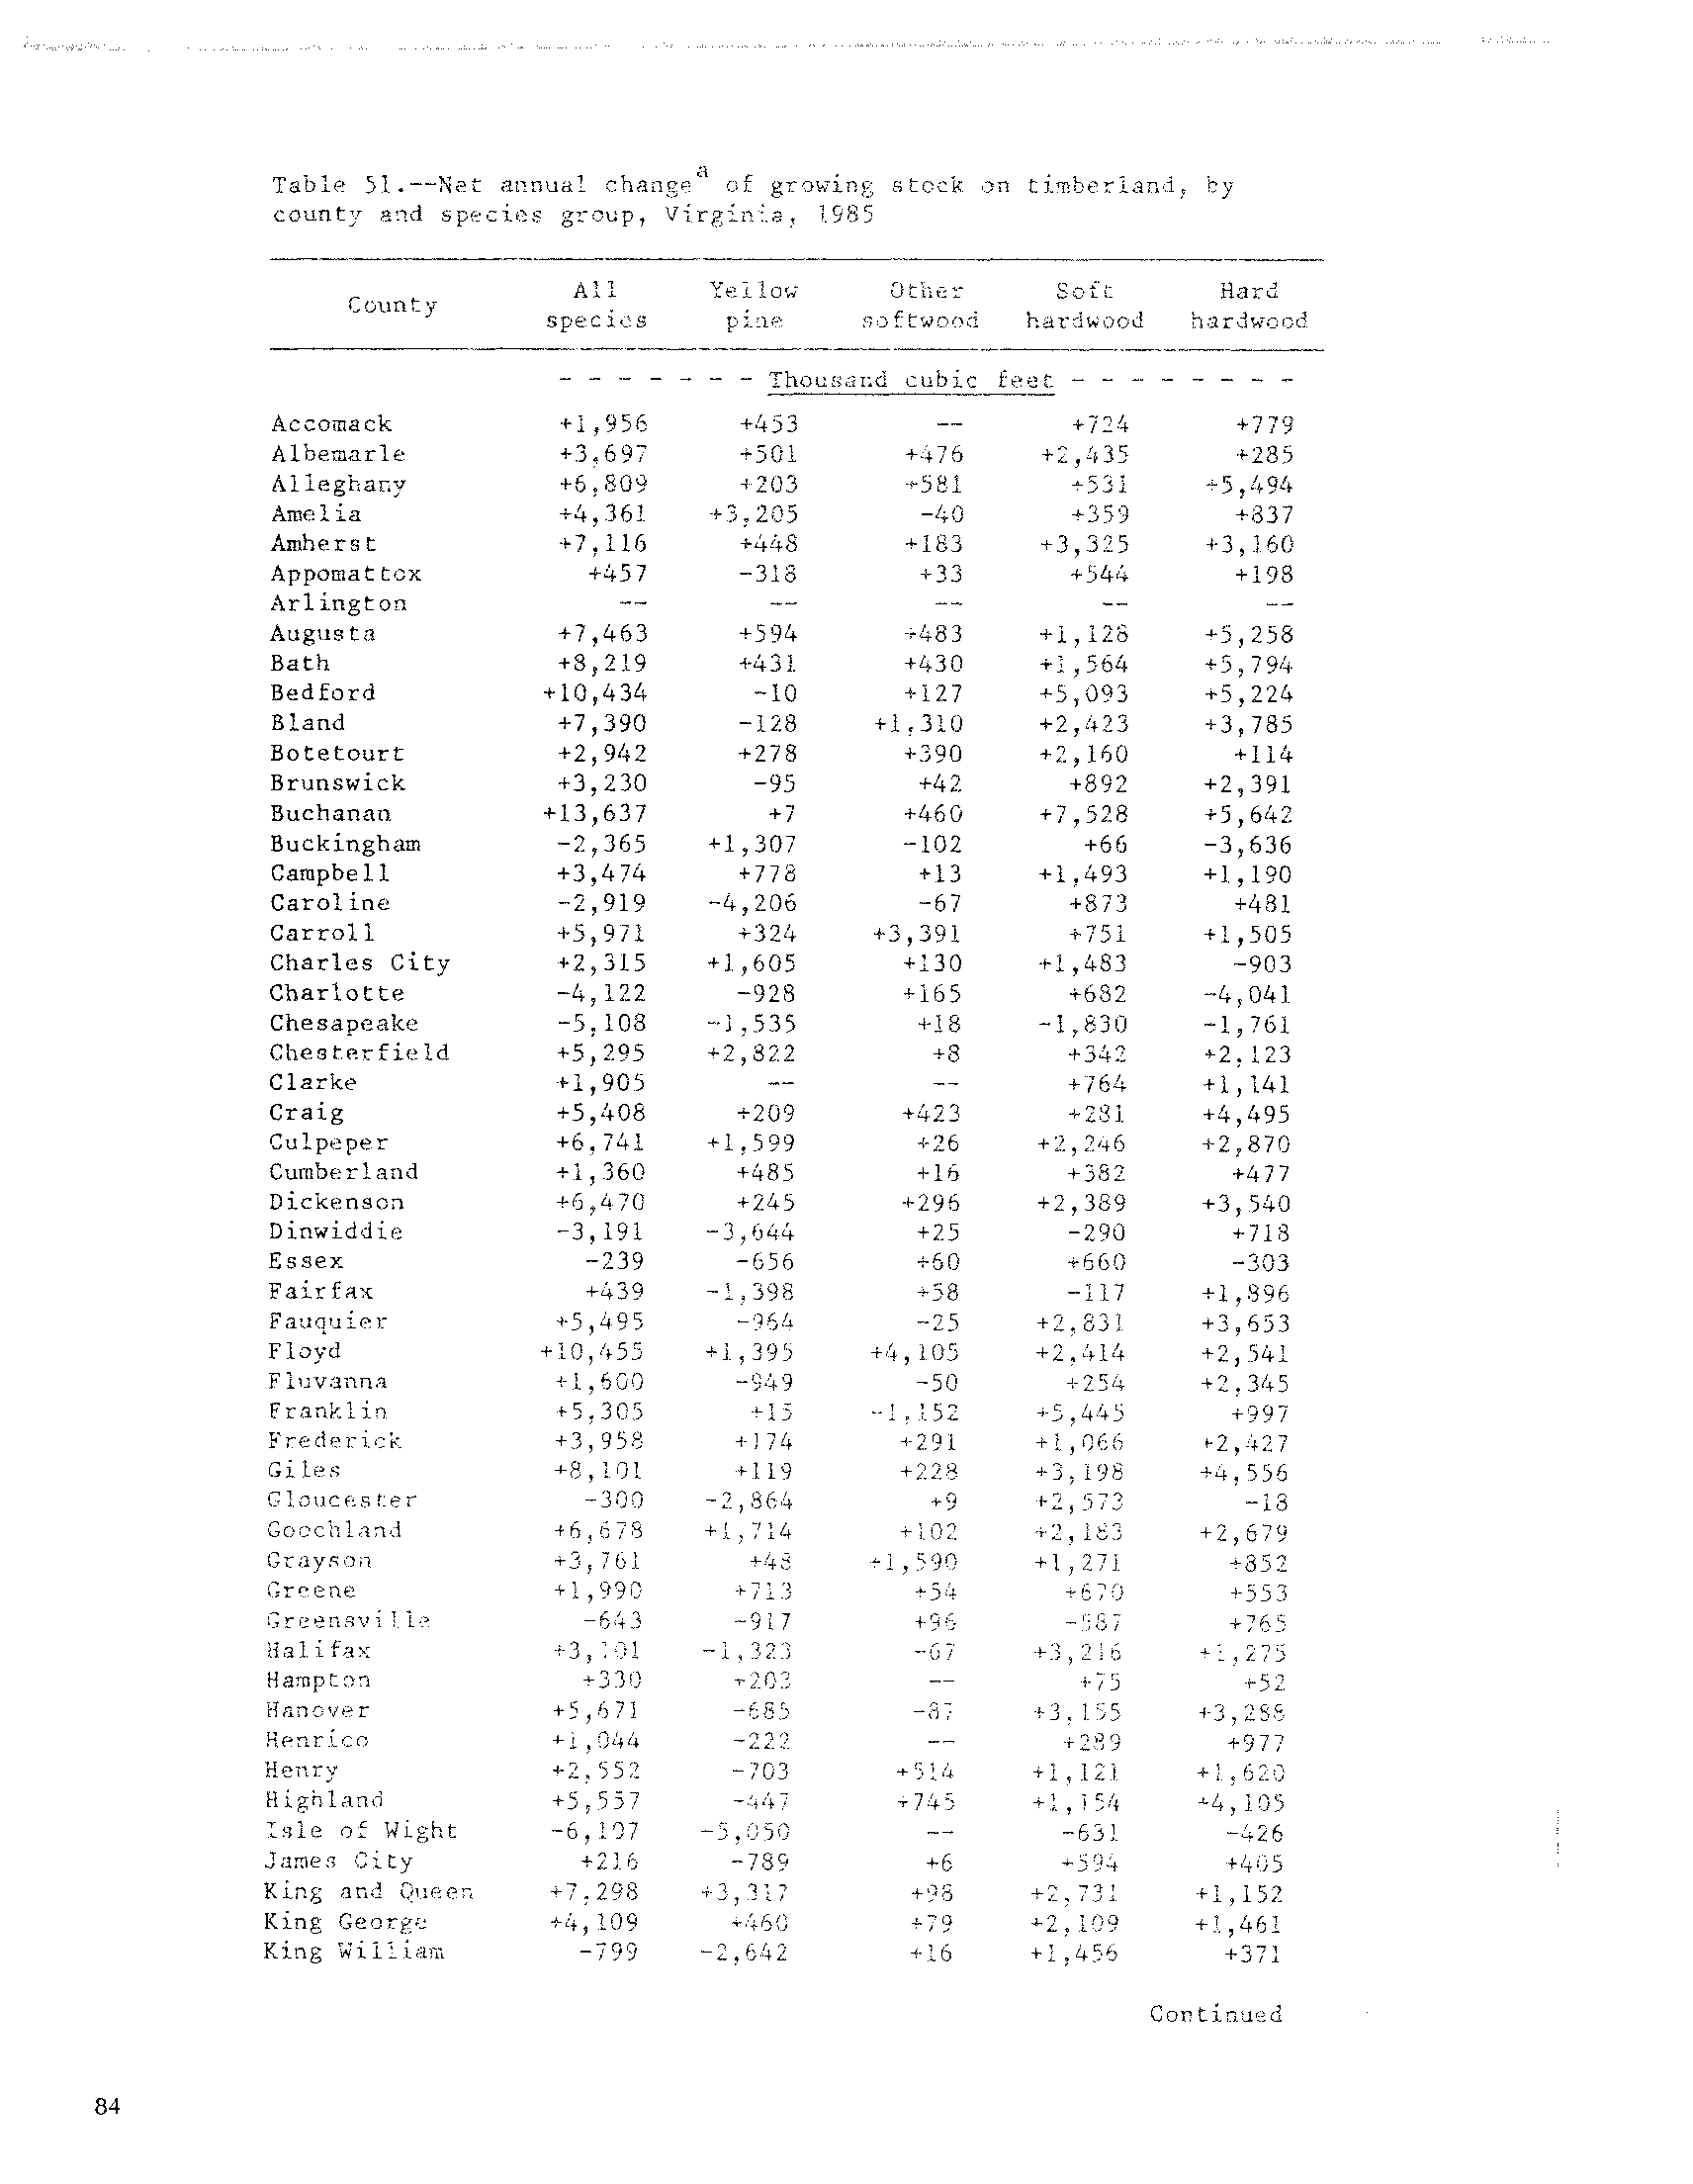 Table 51.--Net annual change^a of growing stock on timberland, by
county and species group, Virginia, 1985
County All species Yellow pine Other softwood Soft hardwood Hard hardwood
- - - - - - - Thousand cubic feet - - - - - - - -
Accomack +1,956 +453 -- +724 +779
Albemarle +3,697 +501 +476 +2,435 +285
Alleghany +6,809 +203 +581 +531 +5,494
Amelia +4,361 +3,205 -40 +359 +837
Amherst +7,116 +448 +183 +3,325 +3,160
Appomattox +457 -318 +33 +544 +198
Arlington -- -- -- -- --
Augusta +7,463 +594 +483 +1,128 +5,258
Bath +8,219 +431 +430 +1,564 +5,794
Bedford +10,434 -10 +127 +5,093 +5,224
Bland +7,390 -128 +1,310 +2,423 +3,785
Botetourt +2,942 +278 +390 +2,160 +114
Brunswick +3,230 -95 +42 +892 +2,391
Buchanan +13,637 +7 +460 +7,528 +5,642
Buckingham -2,365 +1,307 -102 +66 -3,636
Campbell +3,474 +778 +13 +1,493 +1,190
Caroline -2,919 -4,206 -67 +873 +481
Carroll +5,971 +324 +3,391 +751 +1,505
Charles City +2,315 +1,605 +130 +1,483 -903
Charlotte -4,122 -928 +165 +682 -4,041
Chesapeake -5,108 -1,535 +18 -1,830 -1,761
Chesterfield +5,295 +2,822 +8 +342 +2,123
Clarke +1,905 -- -- +764 +1,141
Craig +5,408 +209 +423 +281 +4,495
Culpeper +6,741 +1,599 +26 +2,246 +2,870
Cumberland +1,360 +485 +16 +382 +477
Dickenson +6,470 +245 +296 +2,389 +3,540
Dinwiddie -3,191 -3,644 +25 -290 +718
Essex -239 -656 +60 +660 -303
Fairfax +439 -1,398 +58 -117 +1,896
Fauquier +5,495 -964 -25 +2,831 +3,653
Floyd +10,455 +1,395 +4,105 +2,414 +2,541
Fluvanna +1,600 -949 -50 +254 +2,345
Franklin +5,305 +15 -1,152 +5,445 +997
Frederick +3,958 +174 +291 +1,066 +2,427
Giles +8,101 +119 +228 +3,198 +4,556
Gloucester -300 -2,864 +9 +2,573 -18
Goochland +6,678 +1,714 +102 +2,183 +2,679
Grayson +3,761 +48 +1,590 +1,271 +852
Greene +1,990 +713 +54 +670 +553
Greensville -643 -917 +96 -587 +765
Halifax +3,101 -1,323 -67 +3,216 +1,275
Hampton +330 +203 -- +75 +52
Hanover +5,671 -685 -87 +3,155 +3,288
Henrico +1,044 -222 -- +289 +977
Henry +2,552 -703 +514 +1,121 +1,620
Highland +5,557 -447 +745 +1,154 +4,105
Isle of Wight -6,107 -5,050 -- -631 -426
James City +216 -789 +6 +594 +405
King and Queen +7,298 +3,317 +98 +2,731 +1,152
King George +4,109 +460 +79 +2,109 +1,461
King William -799 -2,642 +16 +1,456 +371
Continued
84